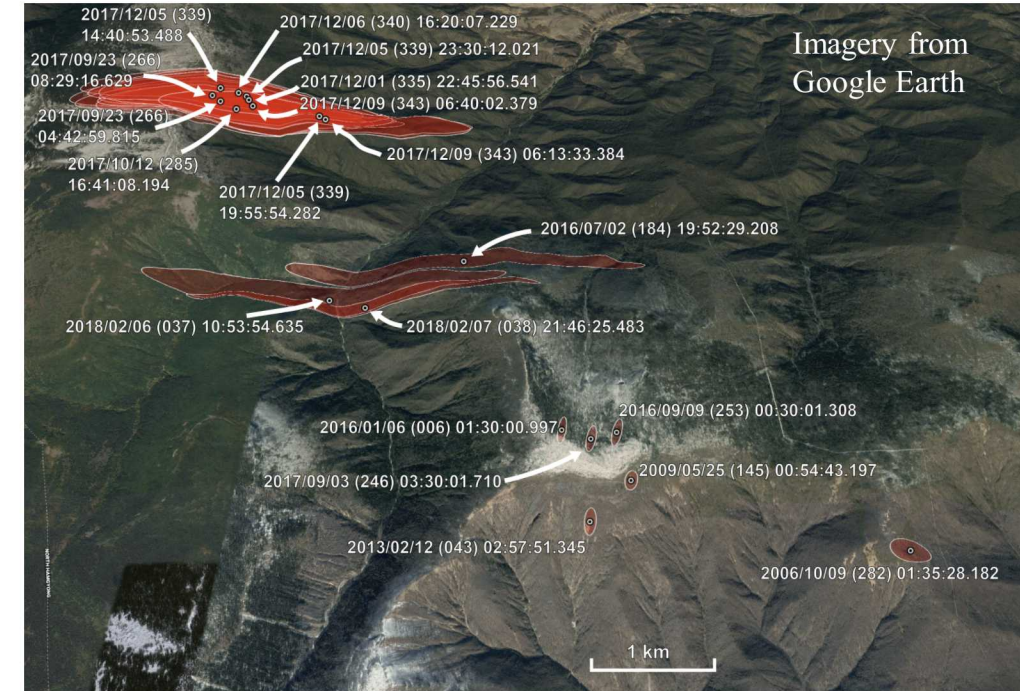 2017/12/05 (339)
14:40:53.488
2017/12/06 (340) 16:20:07.229
2017/12/05 (339) 23:30:12.021
Imagery from
Google Earth
2017/09/23 (266)
08:29:16.629
2017/12/01 (335) 22:45:56.541
2017/12/09 (343) 06:40:02.379
2017/09/23 (266)
04:42:59.815
2017/12/09 (343) 06:13:33.384
2017/10/12 (285)
16:41:08.194
2017/12/05 (339)
19:55:54.282
2016/07/02 (184) 19:52:29.208
2018/02/06 (037) 10:53:54.635
2018/02/07 (038) 21:46:25.483
2016/09/09 (253) 00:30:01.308
2016/01/06 (006) 01:30:00.997
2009/05/25 (145) 00:54:43.197
2017/09/03 (246) 03:30:01.710
2013/02/12 (043) 02:57:51.345
2006/10/09 (282) 01:35:28.182
1 km